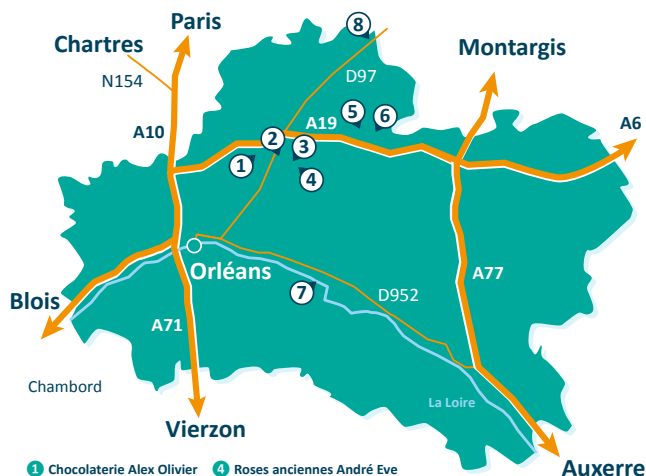 Paris
8
Chartres
Montargis
N154
D97
5
6
A19
A6
A10
2
3
1
4
Orléans
A77
Blois
7
D952
A71
Chambord
La Loire
Vierzon
Auxerre
1 Chocolaterie Alex Olivier 4 Roses anciennes André Eve